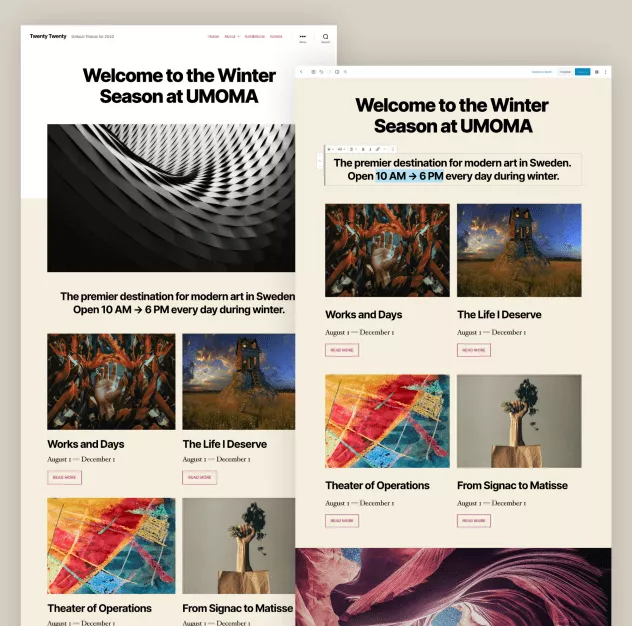 Twenty Twenty
Default Theme for 2020
Home
About
Exhibitions
Welcome to the Winter
Season at UMOMA
The premier destination for modern art in Sweden
Open 10 AM → 6 PM every day during winter.
Works and Days
August 1 — December 1
READ MORE
The Life I Deserve
August 1 — December 1
READ MORE
Theater of Operations
August 1 — December 1
From Signac to Matisse
August 1 — December 1
Welcome to the Winter
Season at UMOMA
The premier destination for modern art in Sweden.
Open 10 AM → 6 PM every day during winter.
Works and Days
August 1 — December 1
READ MORE
The Life I Deserve
August 1 — December 1
READ MORE
Theater of Operations
August 1 — December 1
READ MORE
From Signac to Matisse
August 1 — December 1
READ MORE